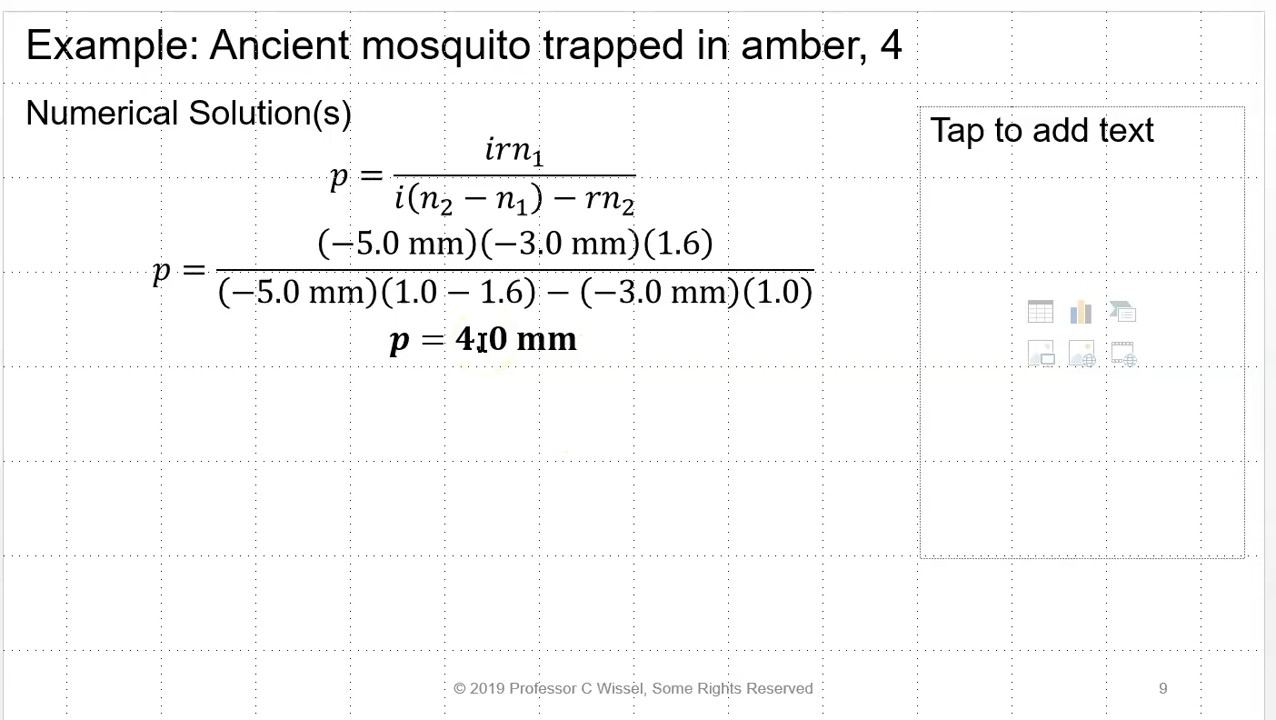 Example: Ancient mosquito trapped in amber, 4
Numerical Solution(s)
p = irn₁ / i(n₂ − n₁) − rn₂
p = (−5.0 mm)(−3.0 mm)(1.6) / (−5.0 mm)(1.0 − 1.6) − (−3.0 mm)(1.0)
p = 4.0 mm
Tap to add text
© 2019 Professor C Wissel, Some Rights Reserved
9